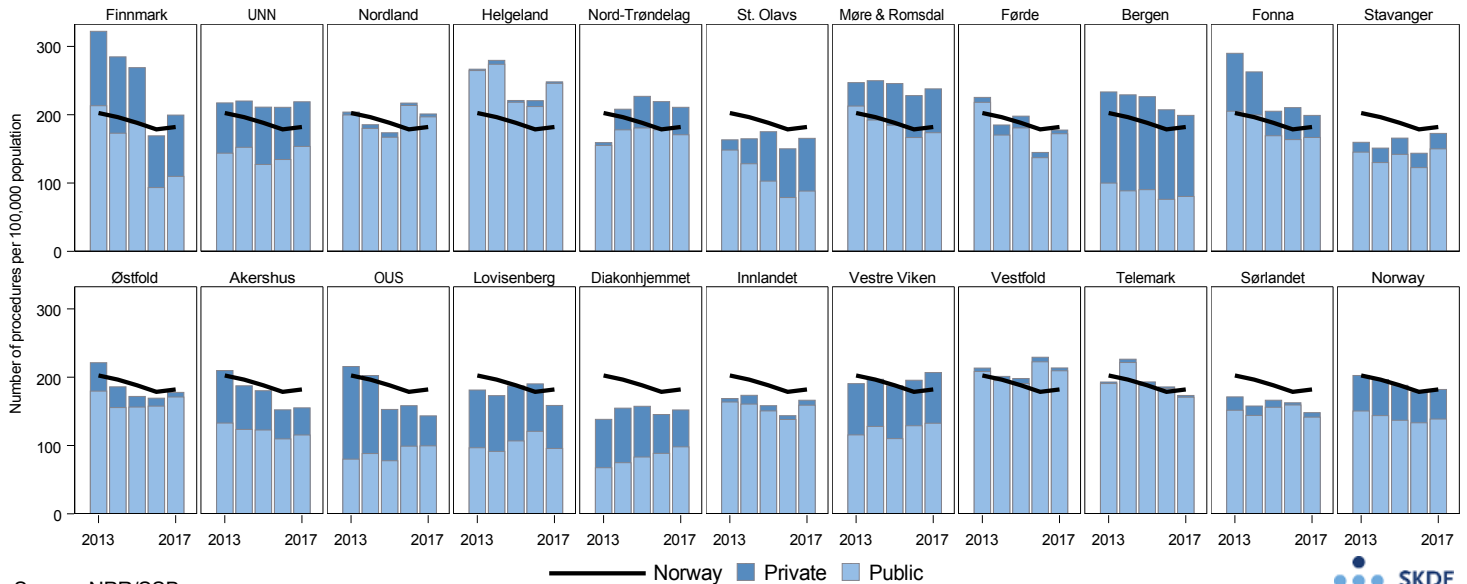 Finnmark UNN Nordland Helgeland Nord-Trøndelag St. Olavs Møre & Romsdal Førde Bergen Fonna Stavanger
300
200
100
0
Number of procedures per 100,000 population
Østfold Akershus OUS Lovisenberg Diakonhjemmet Innlandet Vestre Viken Vestfold Telemark Sørlandet Norway
300
200
100
0
2013 2017 2013 2017 2013 2017 2013 2017 2013 2017 2013 2017 2013 2017 2013 2017 2013 2017 2013 2017 2013 2017
Norway Private Public
SKDE